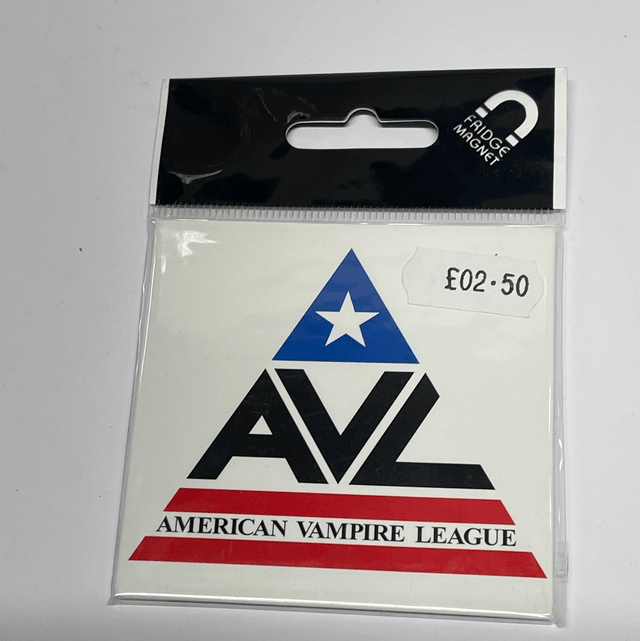 FRIDGE
MAGNET
£02·50
AVL
AMERICAN VAMPIRE LEAGUE